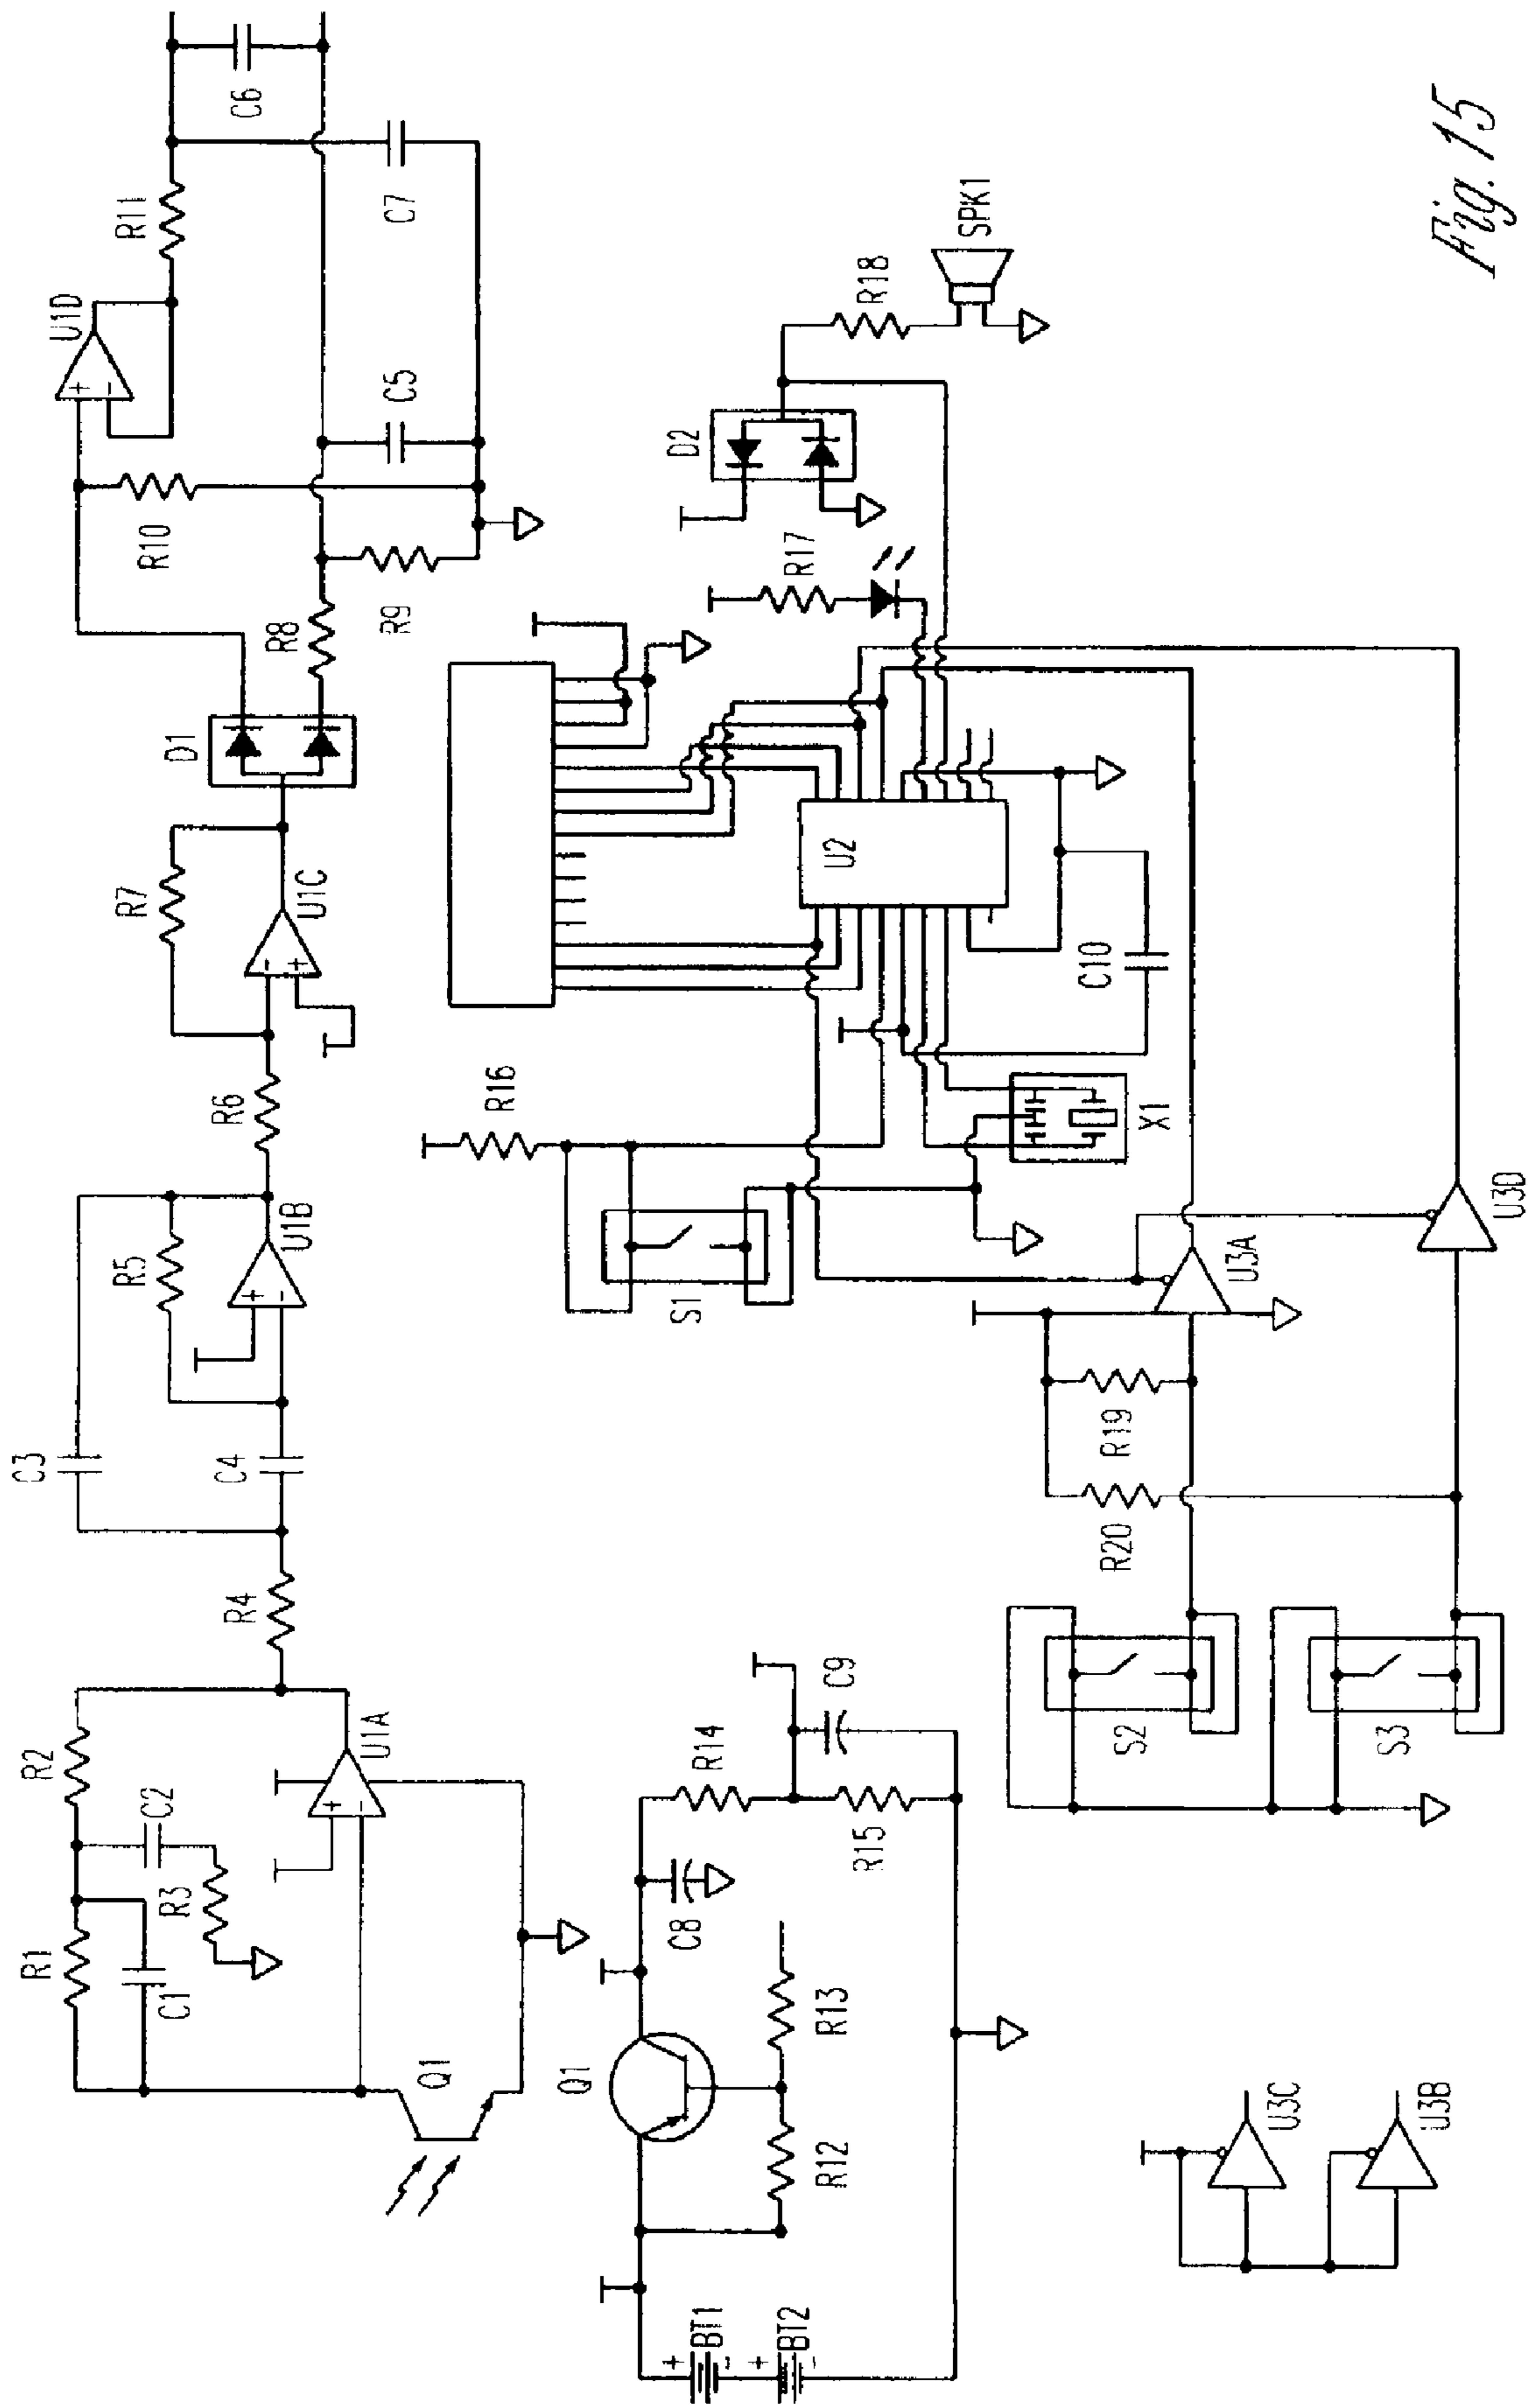 C3
C4
R5
U1B
R6
R7
U1C
D1
R8
R9
R10
U1D
R11
C5
C6
C7
R1
C1
R2
C2
R3
R4
+
-
U1A
Q1
+
-
-
+
+
-
R16
S1
U2
C10
X1
R17
D2
R18
SPK1
Q1
C8
R14
C9
R15
R13
R12
+
BT1
-
+
BT2
-
U3A
U3D
R19
R20
S2
S3
U3C
U3B
Fig. 15